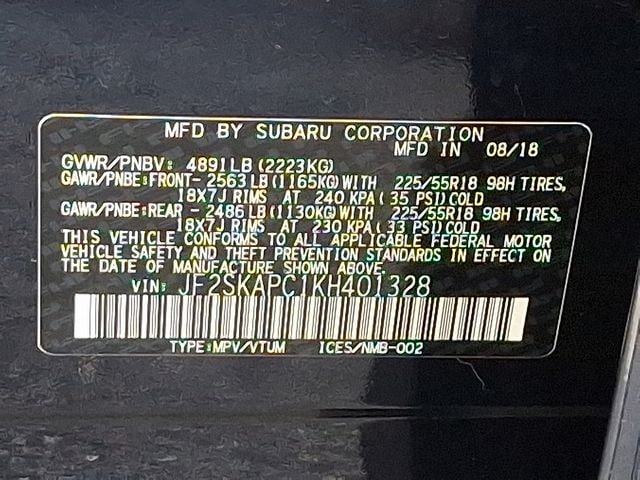 MFD BY SUBARU CORPORATION
MFD IN 08/18
GVWR/PNBV: 4891LB (2223KG)
GAWR/PNBE:FRONT- 2563LB (1165KG) WITH 225/55R18 98H TIRES,
18X7J RIMS AT 240 KPA ( 35 PSI) COLD
GAWR/PNBE:REAR - 2486LB (1130KG) WITH 225/55R18 98H TIRES,
18X7J RIMS AT 230 KPA ( 33 PSI) COLD
THIS VEHICLE CONFORMS TO ALL APPLICABLE FEDERAL MOTOR
VEHICLE SAFETY AND THEFT PREVENTION STANDARDS IN EFFECT ON
THE DATE OF MANUFACTURE SHOWN ABOVE.
VIN: JF2SKAPC1KH401328
TYPE:MPV/VTUM ICES/NMB-002